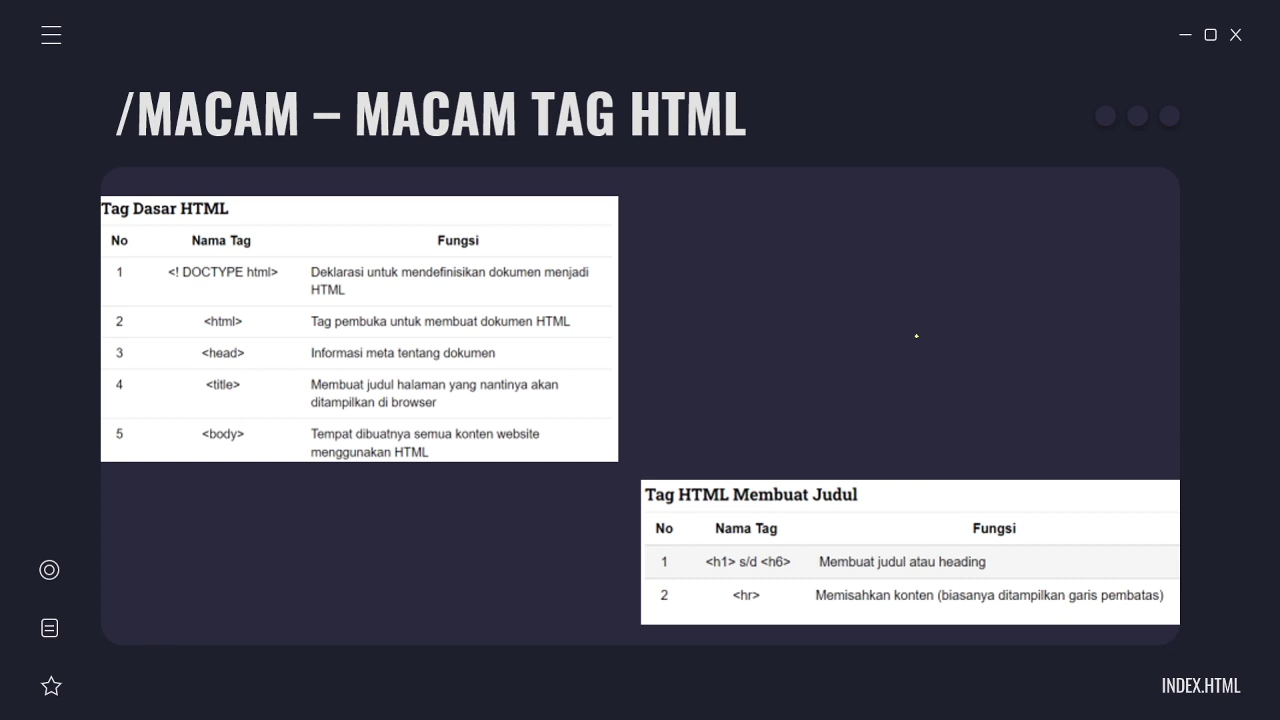 /MACAM – MACAM TAG HTML
Tag Dasar HTML
No Nama Tag Fungsi
1 <! DOCTYPE html> Deklarasi untuk mendefinisikan dokumen menjadi
HTML
2 <html> Tag pembuka untuk membuat dokumen HTML
3 <head> Informasi meta tentang dokumen
4 <title> Membuat judul halaman yang nantinya akan
ditampilkan di browser
5 <body> Tempat dibuatnya semua konten website
menggunakan HTML
Tag HTML Membuat Judul
No Nama Tag Fungsi
1 <h1> s/d <h6> Membuat judul atau heading
2 <hr> Memisahkan konten (biasanya ditampilkan garis pembatas)
INDEX.HTML